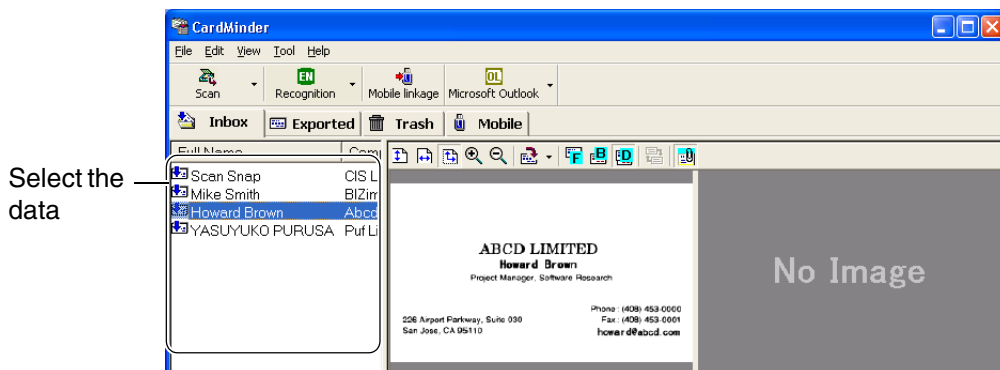 CardMinder
File Edit View Tool Help
Scan Recognition Mobile linkage Microsoft Outlook
EN OL
Inbox Exported Trash Mobile
Full Name Com
F B D
Select the
data
Scan Snap CIS L
Mike Smith BIZim
Howard Brown Abcd
YASUYUKO PURUSA Puf Li
ABCD LIMITED
Howard Brown
Project Manager, Software Research
Phone : (408) 453-0000
226 Airport Parkway, Suite 030 Fax : (408) 453-0001
San Jose, CA 95110 howard@abcd.com
No Image